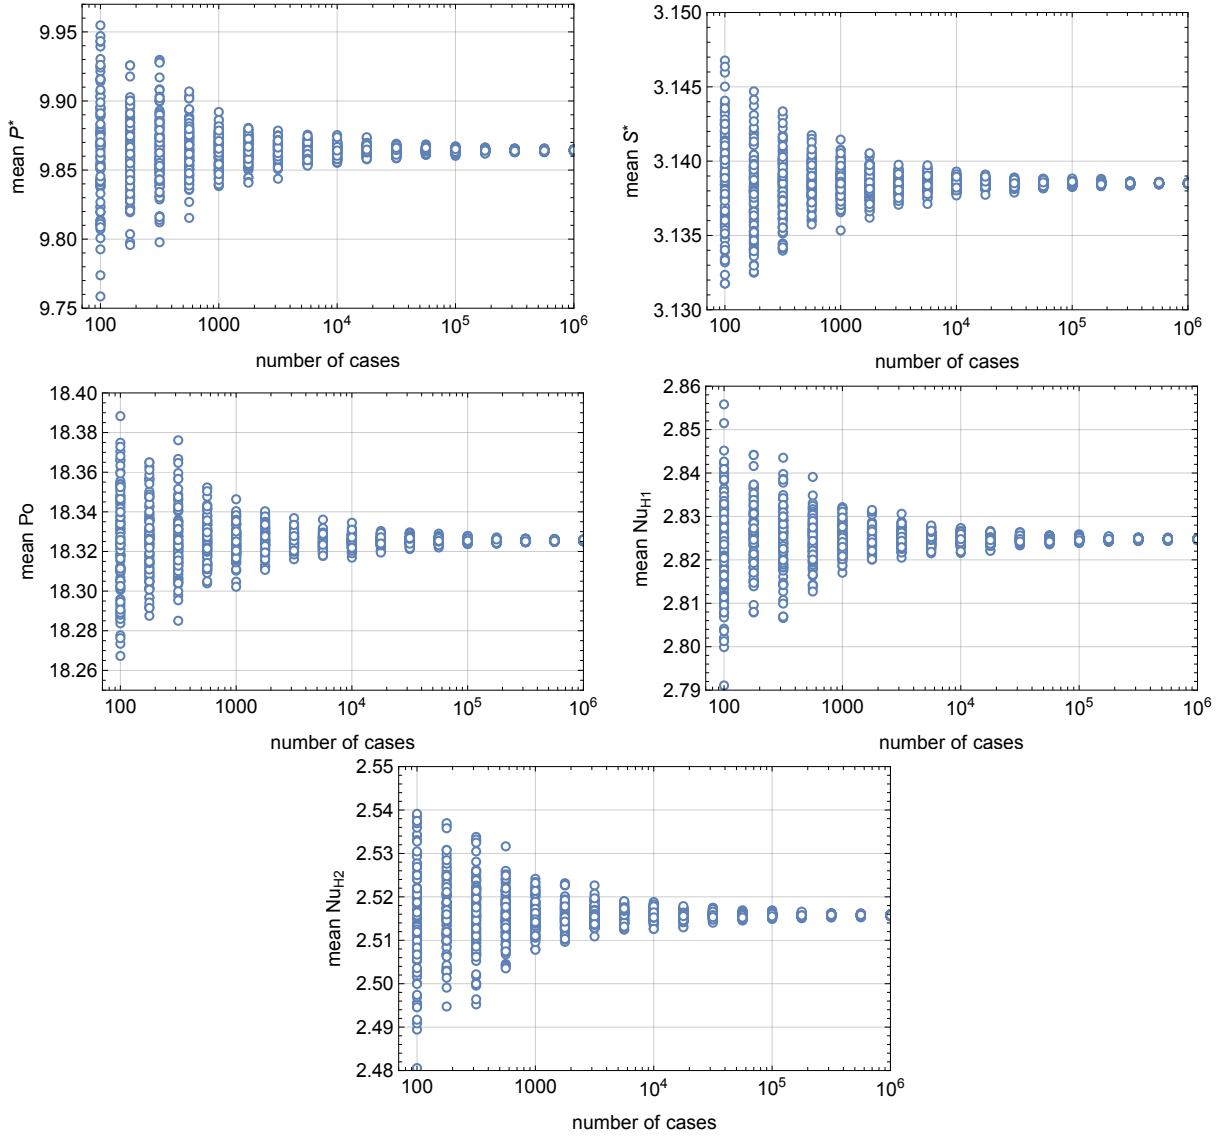 9.95
9.90
9.85
9.80
9.75
mean P*
100 1000 10^4 10^5 10^6
number of cases
3.150
3.145
3.140
3.135
3.130
mean S*
100 1000 10^4 10^5 10^6
number of cases
18.40
18.38
18.36
18.34
18.32
18.30
18.28
18.26
mean Po
100 1000 10^4 10^5 10^6
number of cases
2.86
2.85
2.84
2.83
2.82
2.81
2.80
2.79
mean Nu_H1
100 1000 10^4 10^5 10^6
number of cases
2.55
2.54
2.53
2.52
2.51
2.50
2.49
2.48
mean Nu_H2
100 1000 10^4 10^5 10^6
number of cases